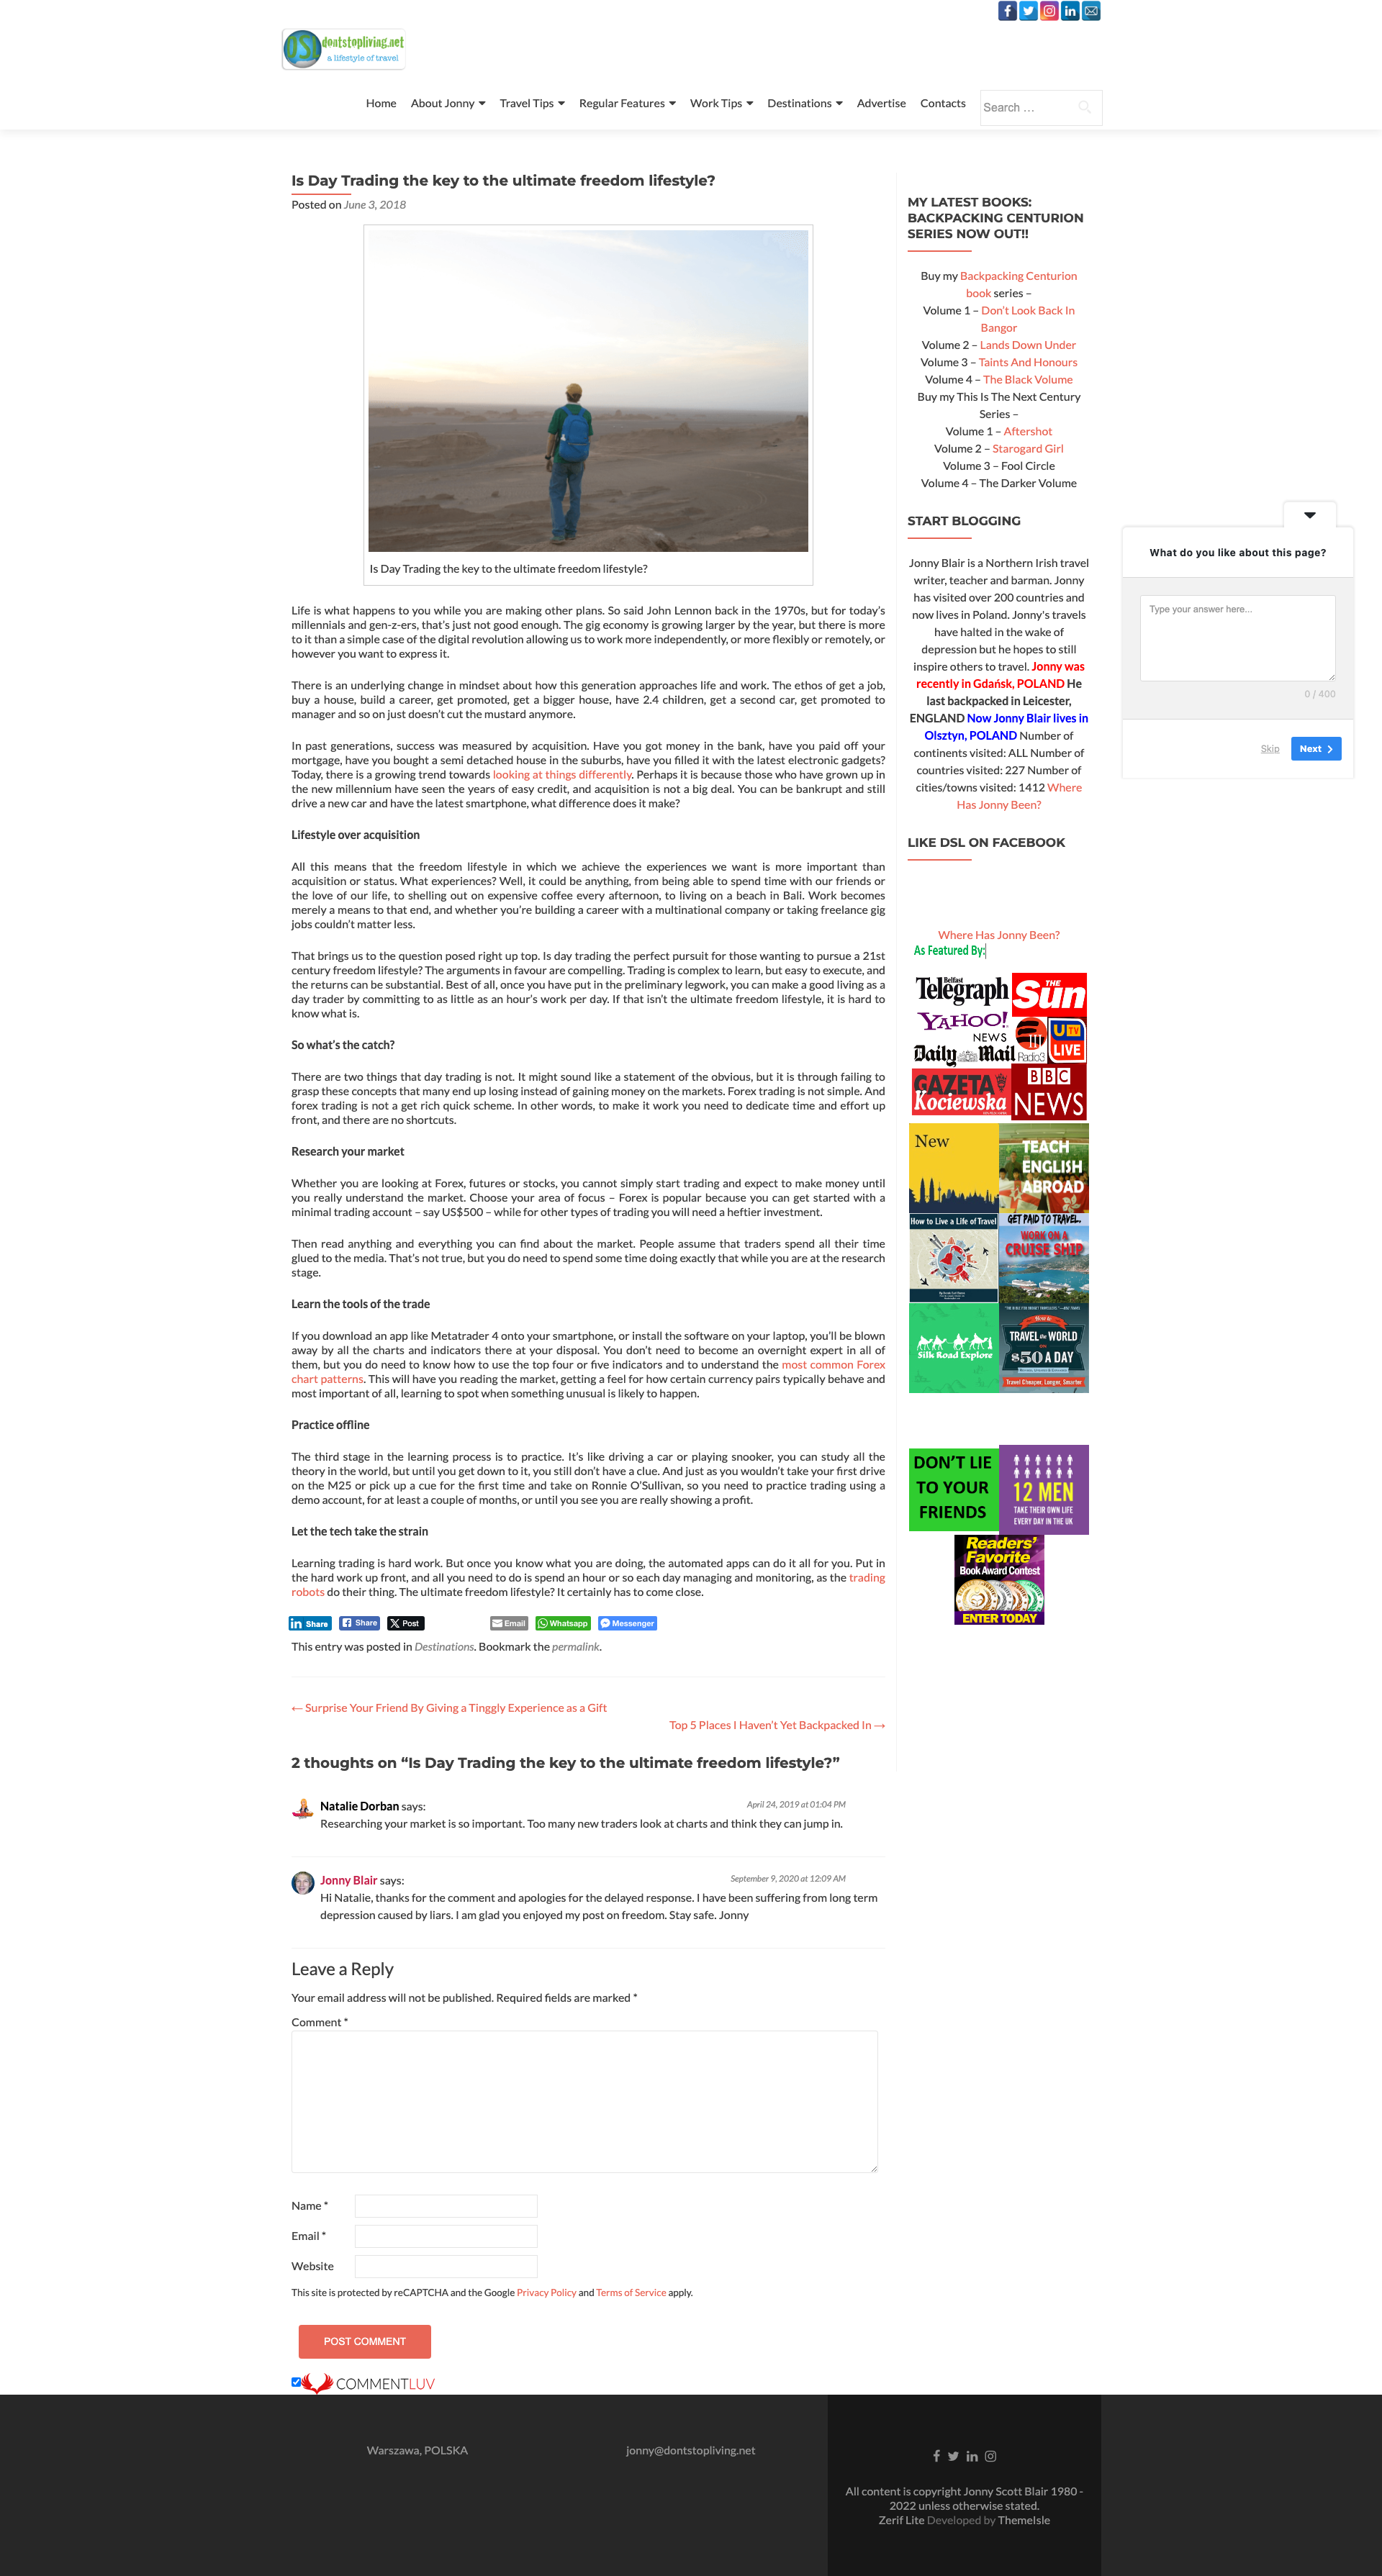 dontstopliving.net
a lifestyle of travel
Home
About Jonny
Travel Tips
Regular Features
Work Tips
Destinations
Advertise
Contacts
Search …
Is Day Trading the key to the ultimate freedom lifestyle?
Posted on June 3, 2018
Is Day Trading the key to the ultimate freedom lifestyle?
Life is what happens to you while you are making other plans. So said John Lennon back in the 1970s, but for today's
millennials and gen-z-ers, that's just not good enough. The gig economy is growing larger by the year, but there is more
to it than a simple case of the digital revolution allowing us to work more independently, or more flexibly or remotely, or
however you want to express it.
There is an underlying change in mindset about how this generation approaches life and work. The ethos of get a job,
buy a house, build a career, get promoted, get a bigger house, have 2.4 children, get a second car, get promoted to
manager and so on just doesn't cut the mustard anymore.
In past generations, success was measured by acquisition. Have you got money in the bank, have you paid off your
mortgage, have you bought a semi detached house in the suburbs, have you filled it with the latest electronic gadgets?
Today, there is a growing trend towards looking at things differently. Perhaps it is because those who have grown up in
the new millennium have seen the years of easy credit, and acquisition is not a big deal. You can be bankrupt and still
drive a new car and have the latest smartphone, what difference does it make?
Lifestyle over acquisition
All this means that the freedom lifestyle in which we achieve the experiences we want is more important than
acquisition or status. What experiences? Well, it could be anything, from being able to spend time with our friends or
the love of our life, to shelling out on expensive coffee every afternoon, to living on a beach in Bali. Work becomes
merely a means to that end, and whether you're building a career with a multinational company or taking freelance gig
jobs couldn't matter less.
That brings us to the question posed right up top. Is day trading the perfect pursuit for those wanting to pursue a 21st
century freedom lifestyle? The arguments in favour are compelling. Trading is complex to learn, but easy to execute, and
the returns can be substantial. Best of all, once you have put in the preliminary legwork, you can make a good living as a
day trader by committing to as little as an hour's work per day. If that isn't the ultimate freedom lifestyle, it is hard to
know what is.
So what's the catch?
There are two things that day trading is not. It might sound like a statement of the obvious, but it is through failing to
grasp these concepts that many end up losing instead of gaining money on the markets. Forex trading is not simple. And
forex trading is not a get rich quick scheme. In other words, to make it work you need to dedicate time and effort up
front, and there are no shortcuts.
Research your market
Whether you are looking at Forex, futures or stocks, you cannot simply start trading and expect to make money until
you really understand the market. Choose your area of focus – Forex is popular because you can get started with a
minimal trading account – say US$500 – while for other types of trading you will need a heftier investment.
Then read anything and everything you can find about the market. People assume that traders spend all their time
glued to the media. That's not true, but you do need to spend some time doing exactly that while you are at the research
stage.
Learn the tools of the trade
If you download an app like Metatrader 4 onto your smartphone, or install the software on your laptop, you'll be blown
away by all the charts and indicators there at your disposal. You don't need to become an overnight expert in all of
them, but you do need to know how to use the top four or five indicators and to understand the most common Forex
chart patterns. This will have you reading the market, getting a feel for how certain currency pairs typically behave and
most important of all, learning to spot when something unusual is likely to happen.
Practice offline
The third stage in the learning process is to practice. It's like driving a car or playing snooker, you can study all the
theory in the world, but until you get down to it, you still don't have a clue. And just as you wouldn't take your first drive
on the M25 or pick up a cue for the first time and take on Ronnie O'Sullivan, so you need to practice trading using a
demo account, for at least a couple of months, or until you see you are really showing a profit.
Let the tech take the strain
Learning trading is hard work. But once you know what you are doing, the automated apps can do it all for you. Put in
the hard work up front, and all you need to do is spend an hour or so each day managing and monitoring, as the trading
robots do their thing. The ultimate freedom lifestyle? It certainly has to come close.
Share
Share
Post
Email
Whatsapp
Messenger
This entry was posted in Destinations. Bookmark the permalink.
← Surprise Your Friend By Giving a Tinggly Experience as a Gift
Top 5 Places I Haven't Yet Backpacked In →
2 thoughts on “Is Day Trading the key to the ultimate freedom lifestyle?”
Natalie Dorban says:
April 24, 2019 at 01:04 PM
Researching your market is so important. Too many new traders look at charts and think they can jump in.
Jonny Blair says:
September 9, 2020 at 12:09 AM
Hi Natalie, thanks for the comment and apologies for the delayed response. I have been suffering from long term
depression caused by liars. I am glad you enjoyed my post on freedom. Stay safe. Jonny
Leave a Reply
Your email address will not be published. Required fields are marked *
Comment *
Name *
Email *
Website
This site is protected by reCAPTCHA and the Google Privacy Policy and Terms of Service apply.
POST COMMENT
COMMENTLUV
MY LATEST BOOKS:
BACKPACKING CENTURION
SERIES NOW OUT!!
Buy my Backpacking Centurion
book series –
Volume 1 – Don't Look Back In
Bangor
Volume 2 – Lands Down Under
Volume 3 – Taints And Honours
Volume 4 – The Black Volume
Buy my This Is The Next Century
Series –
Volume 1 – Aftershot
Volume 2 – Starogard Girl
Volume 3 – Fool Circle
Volume 4 – The Darker Volume
START BLOGGING
Jonny Blair is a Northern Irish travel
writer, teacher and barman. Jonny
has visited over 200 countries and
now lives in Poland. Jonny's travels
have halted in the wake of
depression but he hopes to still
inspire others to travel. Jonny was
recently in Gdańsk, POLAND He
last backpacked in Leicester,
ENGLAND Now Jonny Blair lives in
Olsztyn, POLAND Number of
continents visited: ALL Number of
countries visited: 227 Number of
cities/towns visited: 1412 Where
Has Jonny Been?
LIKE DSL ON FACEBOOK
Where Has Jonny Been?
As Featured By:
Belfast
Telegraph
THE
Sun
YAHOO!
NEWS
Daily Mail
Radio3
U TV
LIVE
GAZETA
Kociewska
BBC
NEWS
New
TEACH
ENGLISH
ABROAD
How to Live a Life of Travel
GET PAID TO TRAVEL.
WORK ON A
CRUISE SHIP
Silk Road Explore
How to
TRAVEL the WORLD
on
$50 A DAY
Travel Cheaper, Longer, Smarter
DON'T LIE
TO YOUR
FRIENDS
12 MEN
TAKE THEIR OWN LIFE
EVERY DAY IN THE UK
Readers'
Favorite
Book Award Contest
ENTER TODAY
What do you like about this page?
Type your answer here...
0 / 400
Skip
Next
Warszawa, POLSKA
jonny@dontstopliving.net
All content is copyright Jonny Scott Blair 1980 -
2022 unless otherwise stated.
Zerif Lite Developed by ThemeIsle